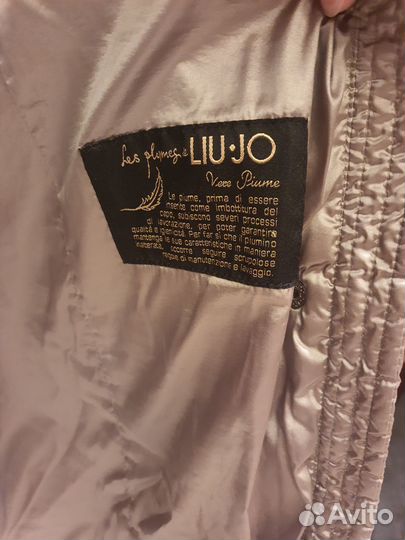 Les plumes de LIU·JO
Vere Piume
Le piume, prima di essere
inserite come imbottitura del
capo, subiscono severi processi
di lavorazione, per poter garantire
qualità e igienicità. Per far sì che il piumino
mantenga le sue caratteristiche in maniera
inalterata, occorre seguire scrupolose
regole di manutenzione e lavaggio.
Avito